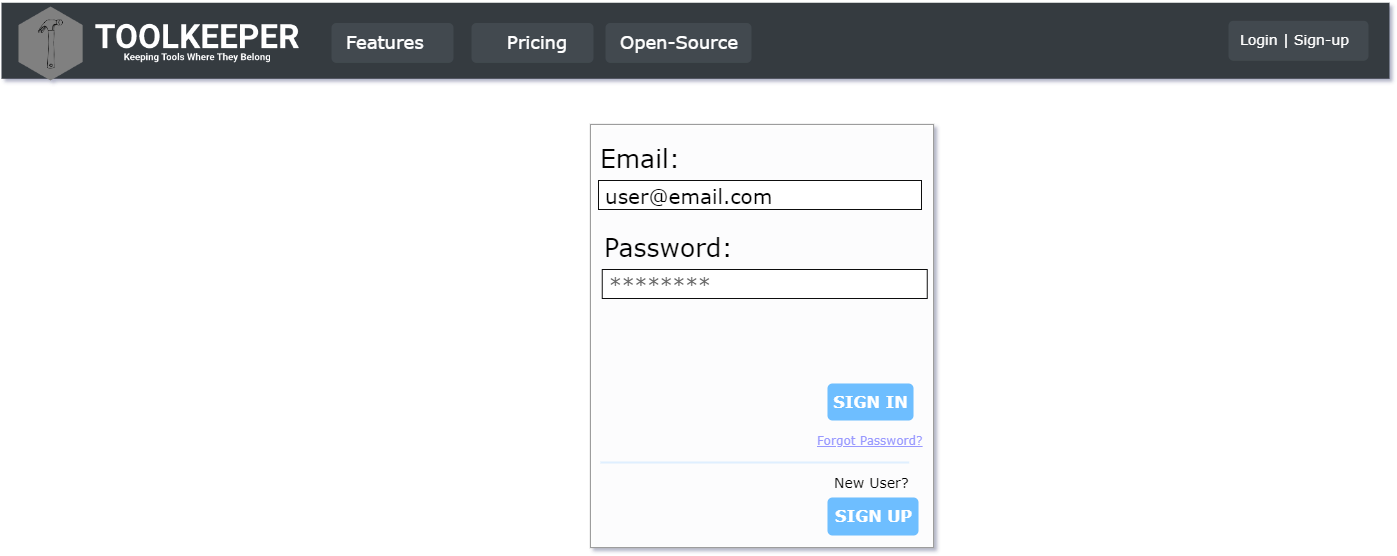 TOOLKEEPER
Keeping Tools Where They Belong
Features
Pricing
Open-Source
Login | Sign-up
Email:
user@email.com
Password:
********
SIGN IN
Forgot Password?
New User?
SIGN UP